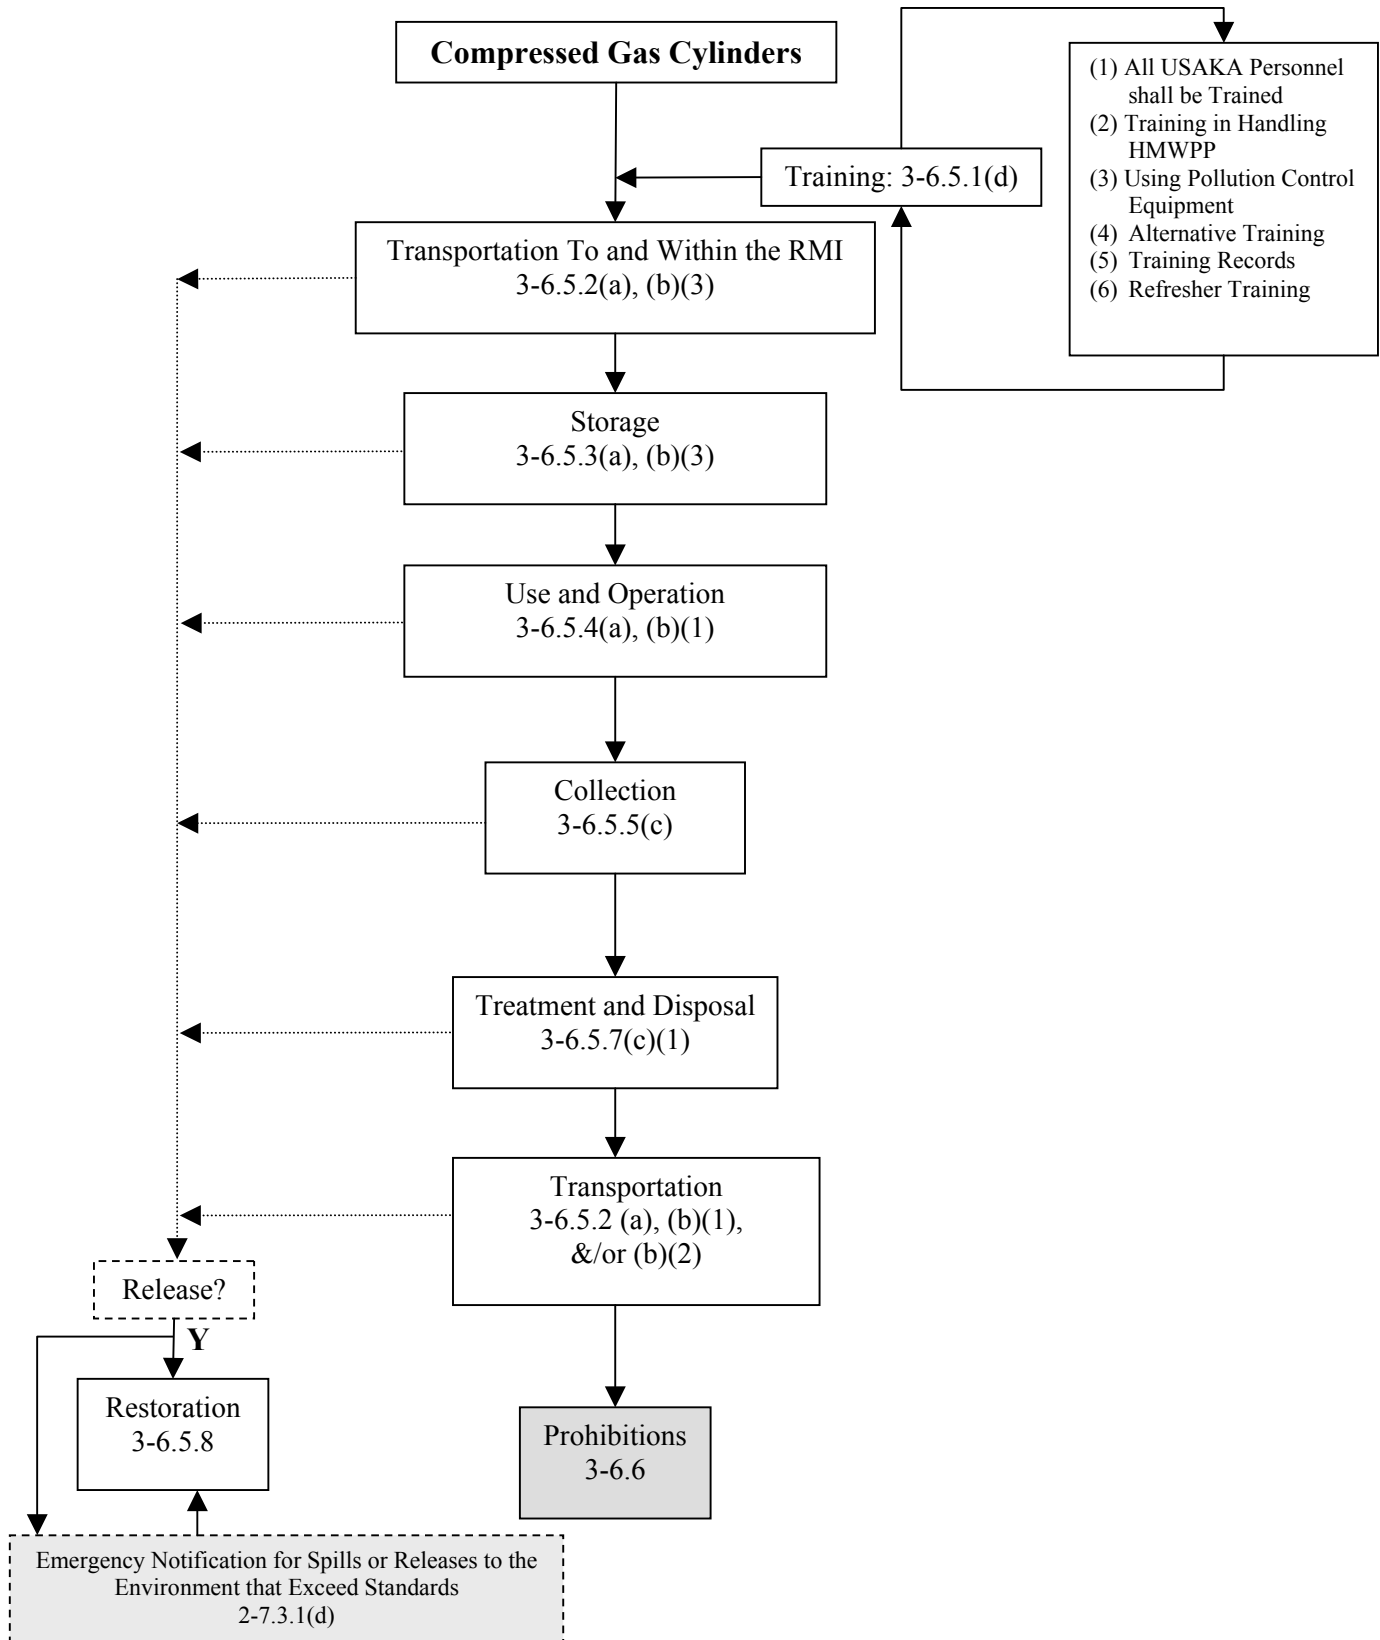 Compressed Gas Cylinders
(1) All USAKA Personnel
shall be Trained
(2) Training in Handling
HMWPP
(3) Using Pollution Control
Equipment
(4) Alternative Training
(5) Training Records
(6) Refresher Training
Training: 3-6.5.1(d)
Transportation To and Within the RMI
3-6.5.2(a), (b)(3)
Storage
3-6.5.3(a), (b)(3)
Use and Operation
3-6.5.4(a), (b)(1)
Collection
3-6.5.5(c)
Treatment and Disposal
3-6.5.7(c)(1)
Transportation
3-6.5.2 (a), (b)(1),
&/or (b)(2)
Release?
Y
Restoration
3-6.5.8
Prohibitions
3-6.6
Emergency Notification for Spills or Releases to the
Environment that Exceed Standards
2-7.3.1(d)